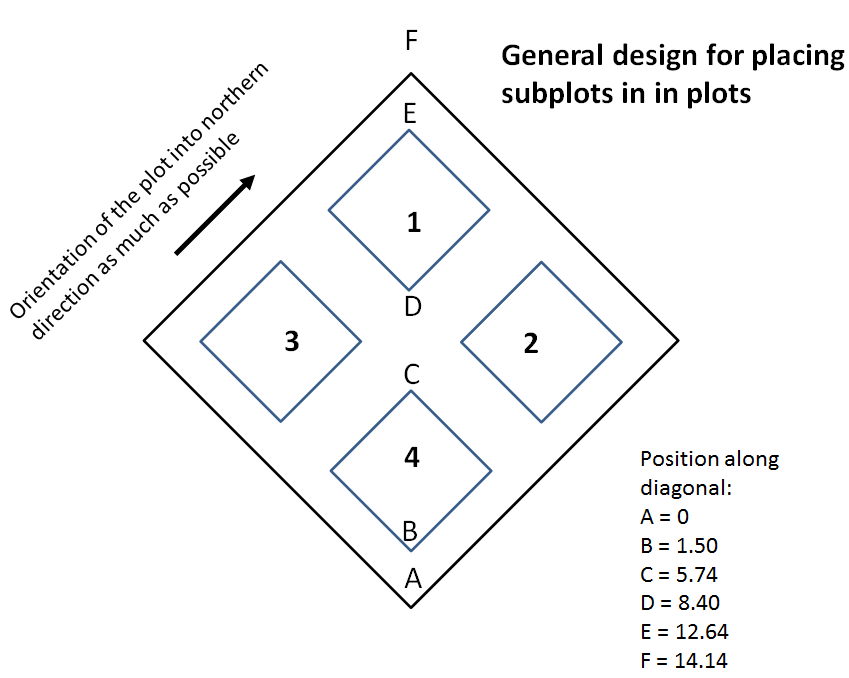 General design for placing
subplots in in plots
Orientation of the plot into northern
direction as much as possible
F
E
1
D
3
2
C
4
B
A
Position along
diagonal:
A = 0
B = 1.50
C = 5.74
D = 8.40
E = 12.64
F = 14.14